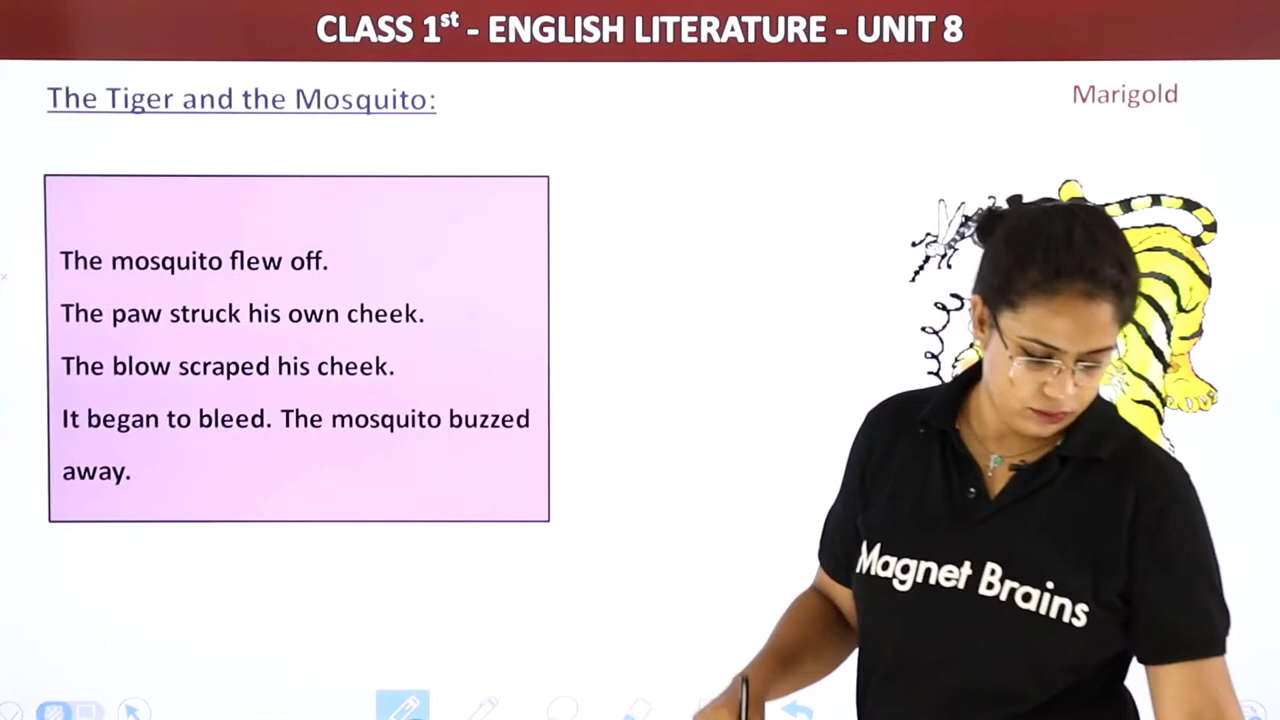 CLASS 1st - ENGLISH LITERATURE - UNIT 8
The Tiger and the Mosquito:
Marigold
The mosquito flew off.
The paw struck his own cheek.
The blow scraped his cheek.
It began to bleed. The mosquito buzzed
away.
Magnet Brains